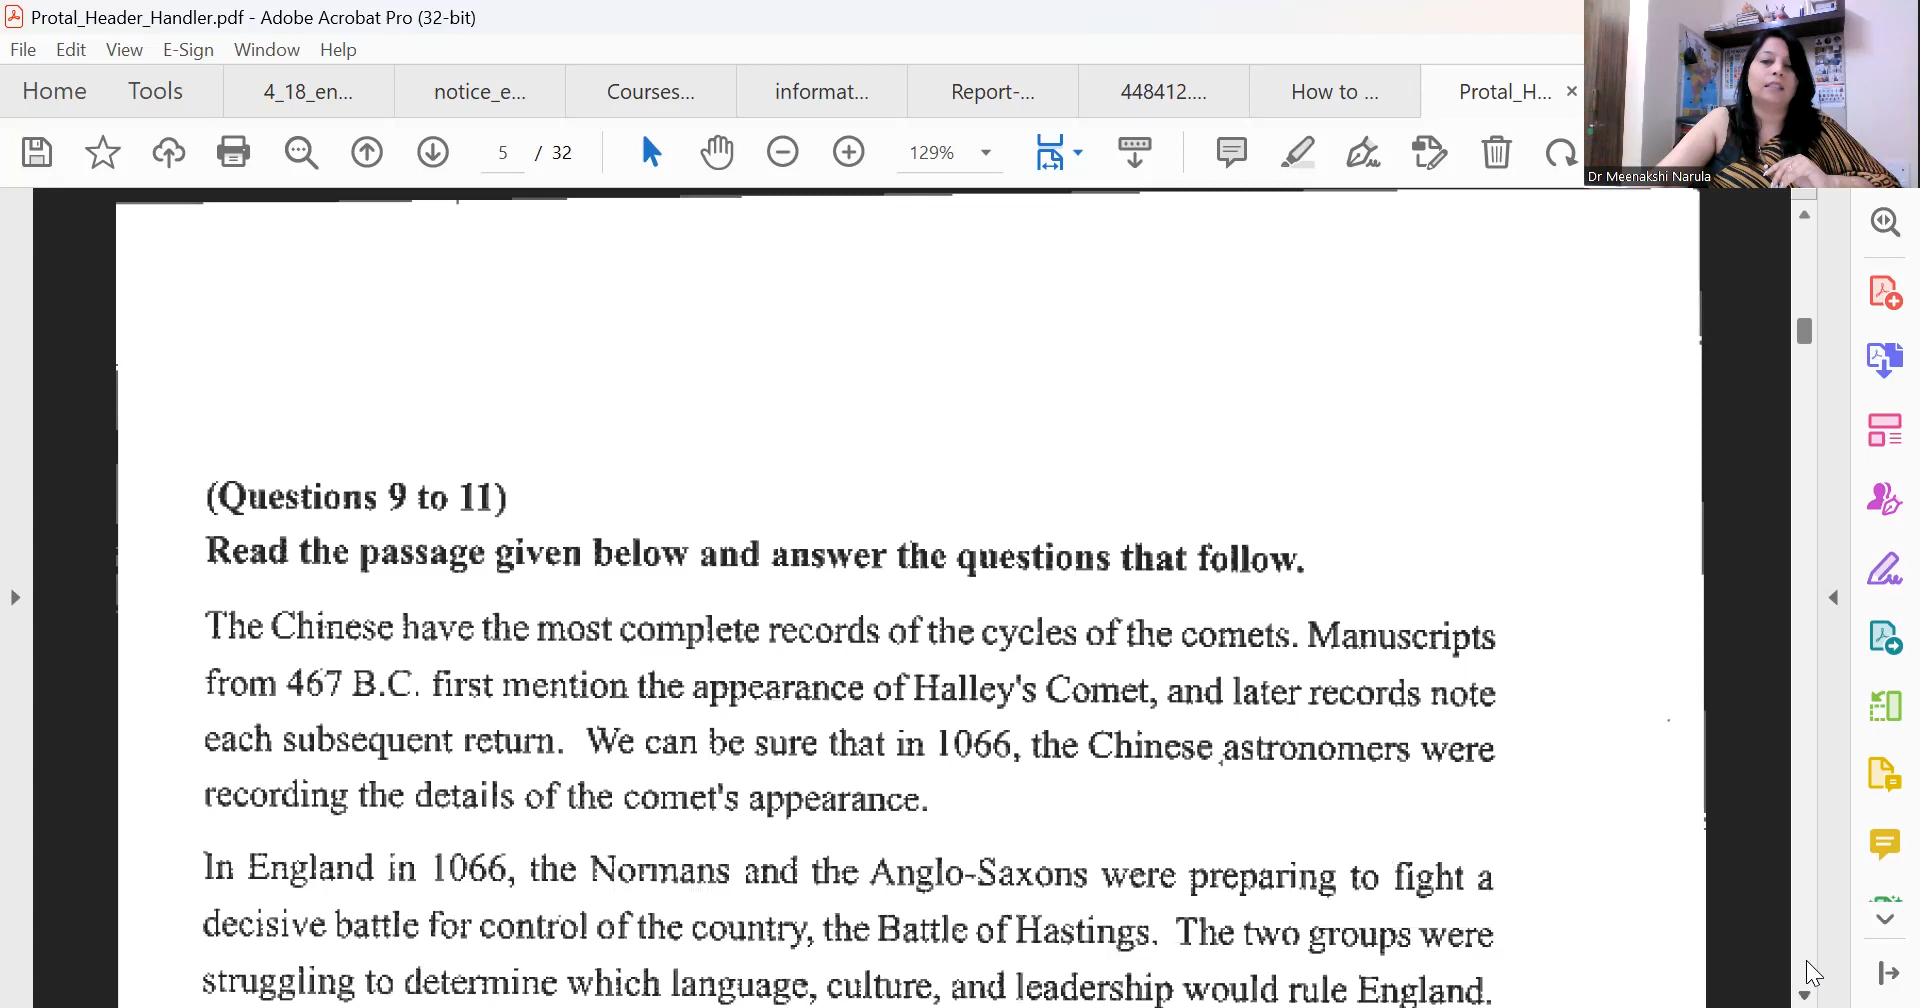 Protal_Header_Handler.pdf - Adobe Acrobat Pro (32-bit)
File Edit View E-Sign Window Help
Home Tools 4_18_en... notice_e... Courses... informat... Report-... 448412.... How to ... Protal_H... ×
5 / 32 129%
Dr Meenakshi Narula
(Questions 9 to 11)
Read the passage given below and answer the questions that follow.
The Chinese have the most complete records of the cycles of the comets. Manuscripts
from 467 B.C. first mention the appearance of Halley's Comet, and later records note
each subsequent return. We can be sure that in 1066, the Chinese astronomers were
recording the details of the comet's appearance.
In England in 1066, the Normans and the Anglo-Saxons were preparing to fight a
decisive battle for control of the country, the Battle of Hastings. The two groups were
struggling to determine which language, culture, and leadership would rule England.